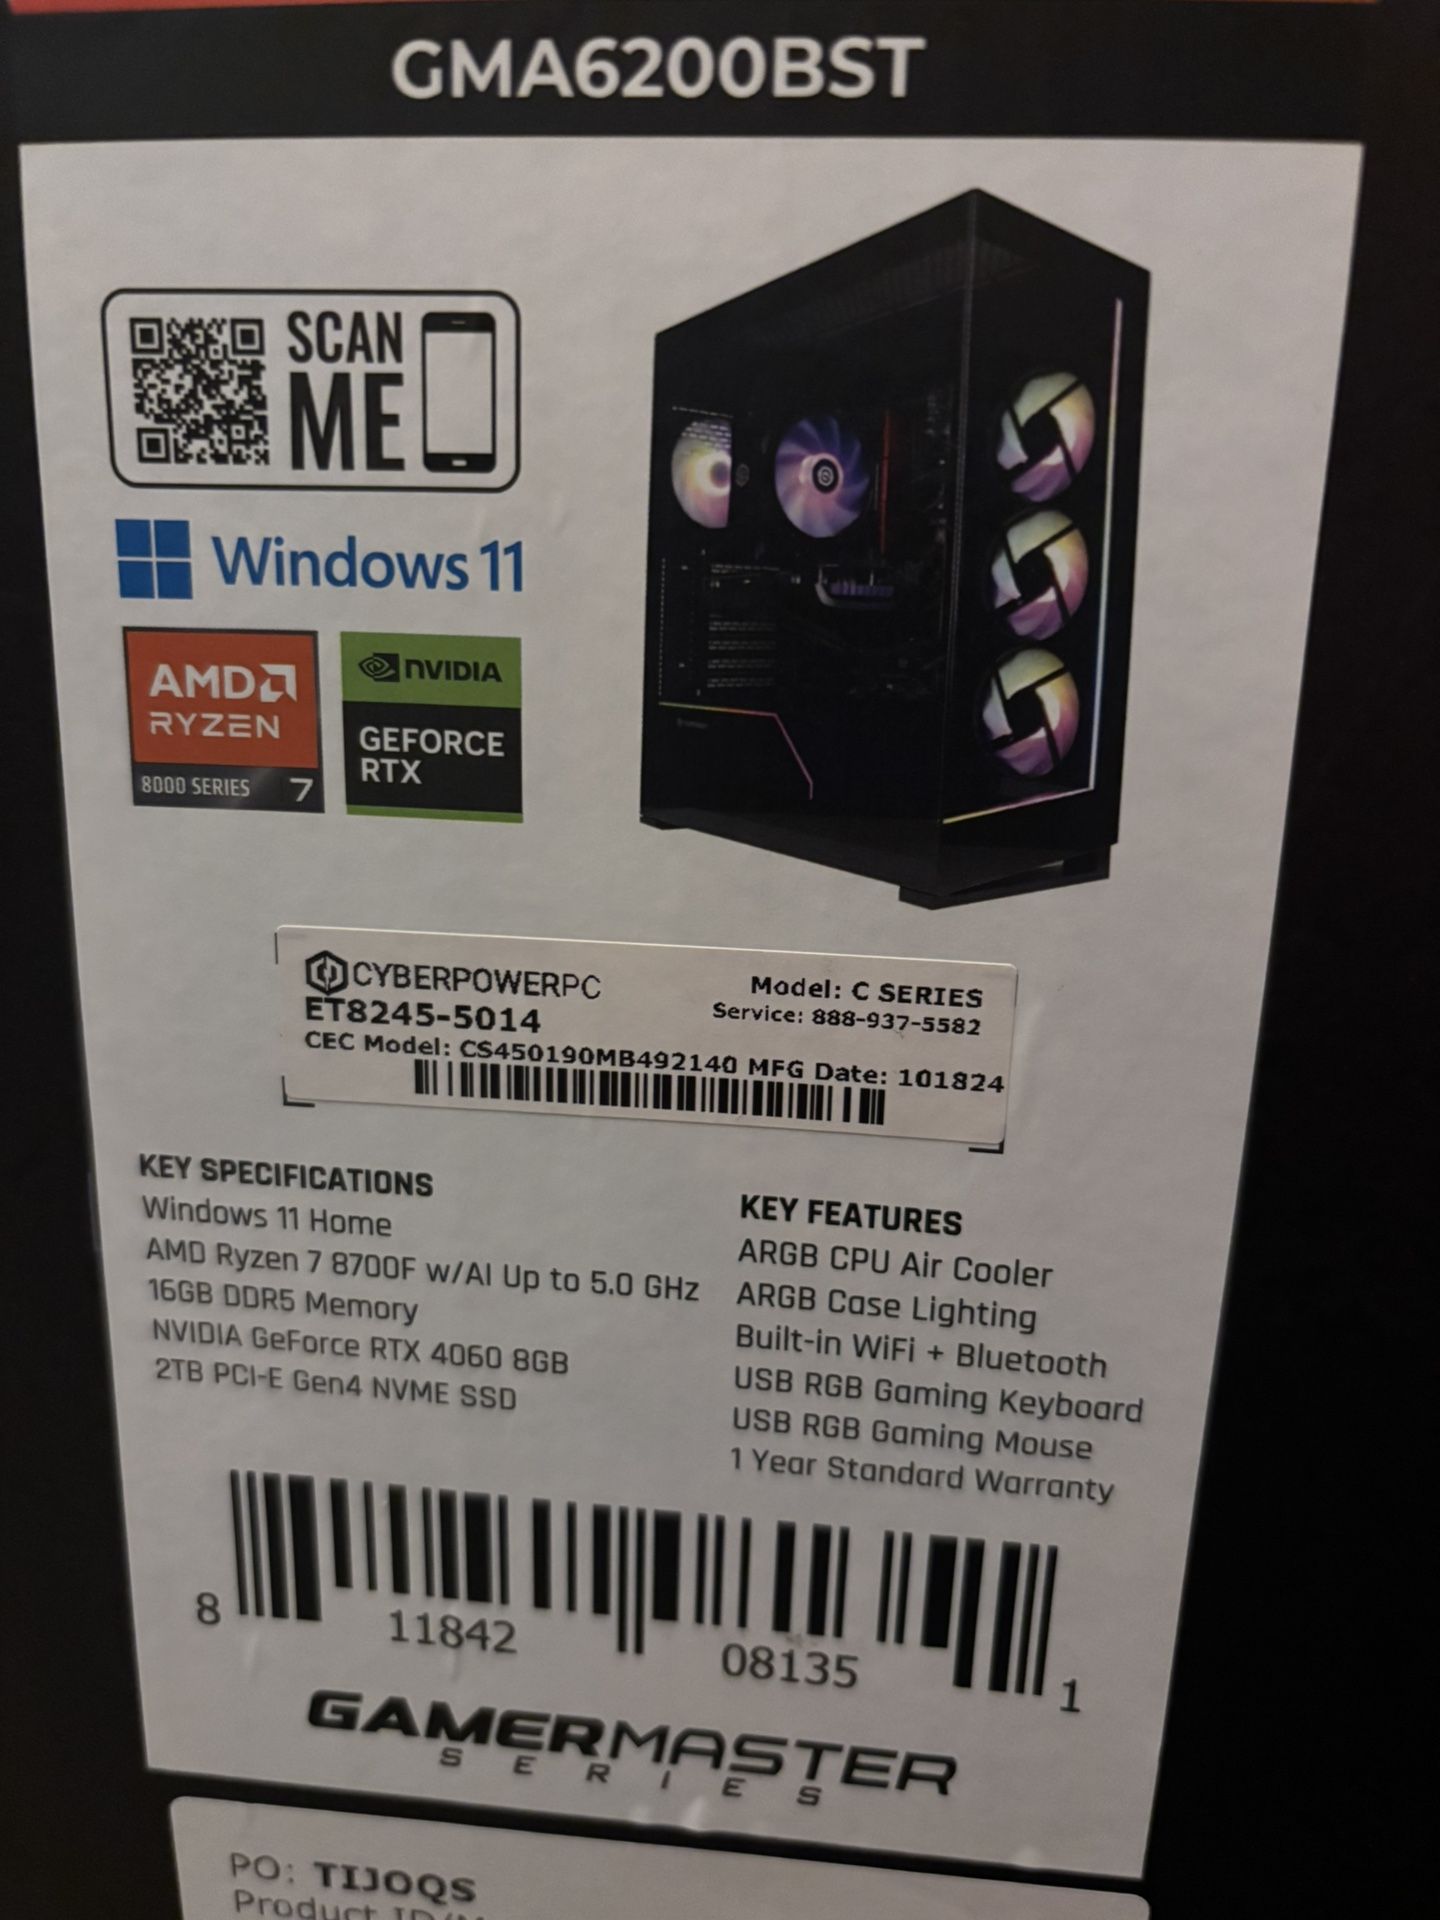 GMA6200BST
SCAN
ME
Windows 11
AMD
RYZEN
8000 SERIES 7
NVIDIA
GEFORCE
RTX
CYBERPOWERPC
ET8245-5014
Model: C SERIES
Service: 888-937-5582
CEC Model: CS450190MB492140 MFG Date: 101824
KEY SPECIFICATIONS
Windows 11 Home
AMD Ryzen 7 8700F w/AI Up to 5.0 GHz
16GB DDR5 Memory
NVIDIA GeForce RTX 4060 8GB
2TB PCI-E Gen4 NVME SSD
KEY FEATURES
ARGB CPU Air Cooler
ARGB Case Lighting
Built-in WiFi + Bluetooth
USB RGB Gaming Keyboard
USB RGB Gaming Mouse
1 Year Standard Warranty
8 11842 08135 1
GAMERMASTER
SERIES
PO: TIJOQS
Product